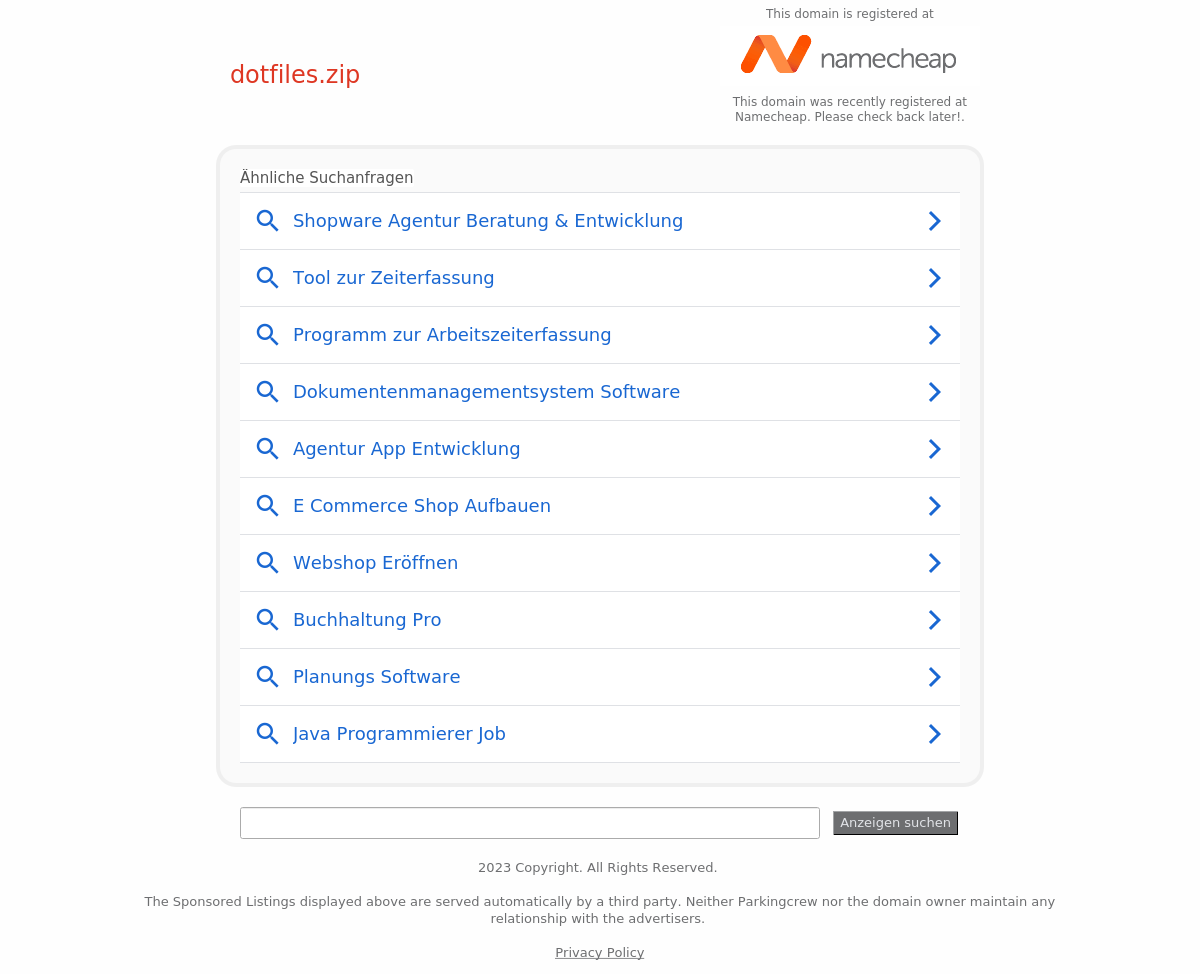 This domain is registered at
dotfiles.zip
namecheap
This domain was recently registered at
Namecheap. Please check back later!.
Ähnliche Suchanfragen
Shopware Agentur Beratung & Entwicklung
Tool zur Zeiterfassung
Programm zur Arbeitszeiterfassung
Dokumentenmanagementsystem Software
Agentur App Entwicklung
E Commerce Shop Aufbauen
Webshop Eröffnen
Buchhaltung Pro
Planungs Software
Java Programmierer Job
Anzeigen suchen
2023 Copyright. All Rights Reserved.
The Sponsored Listings displayed above are served automatically by a third party. Neither Parkingcrew nor the domain owner maintain any
relationship with the advertisers.
Privacy Policy